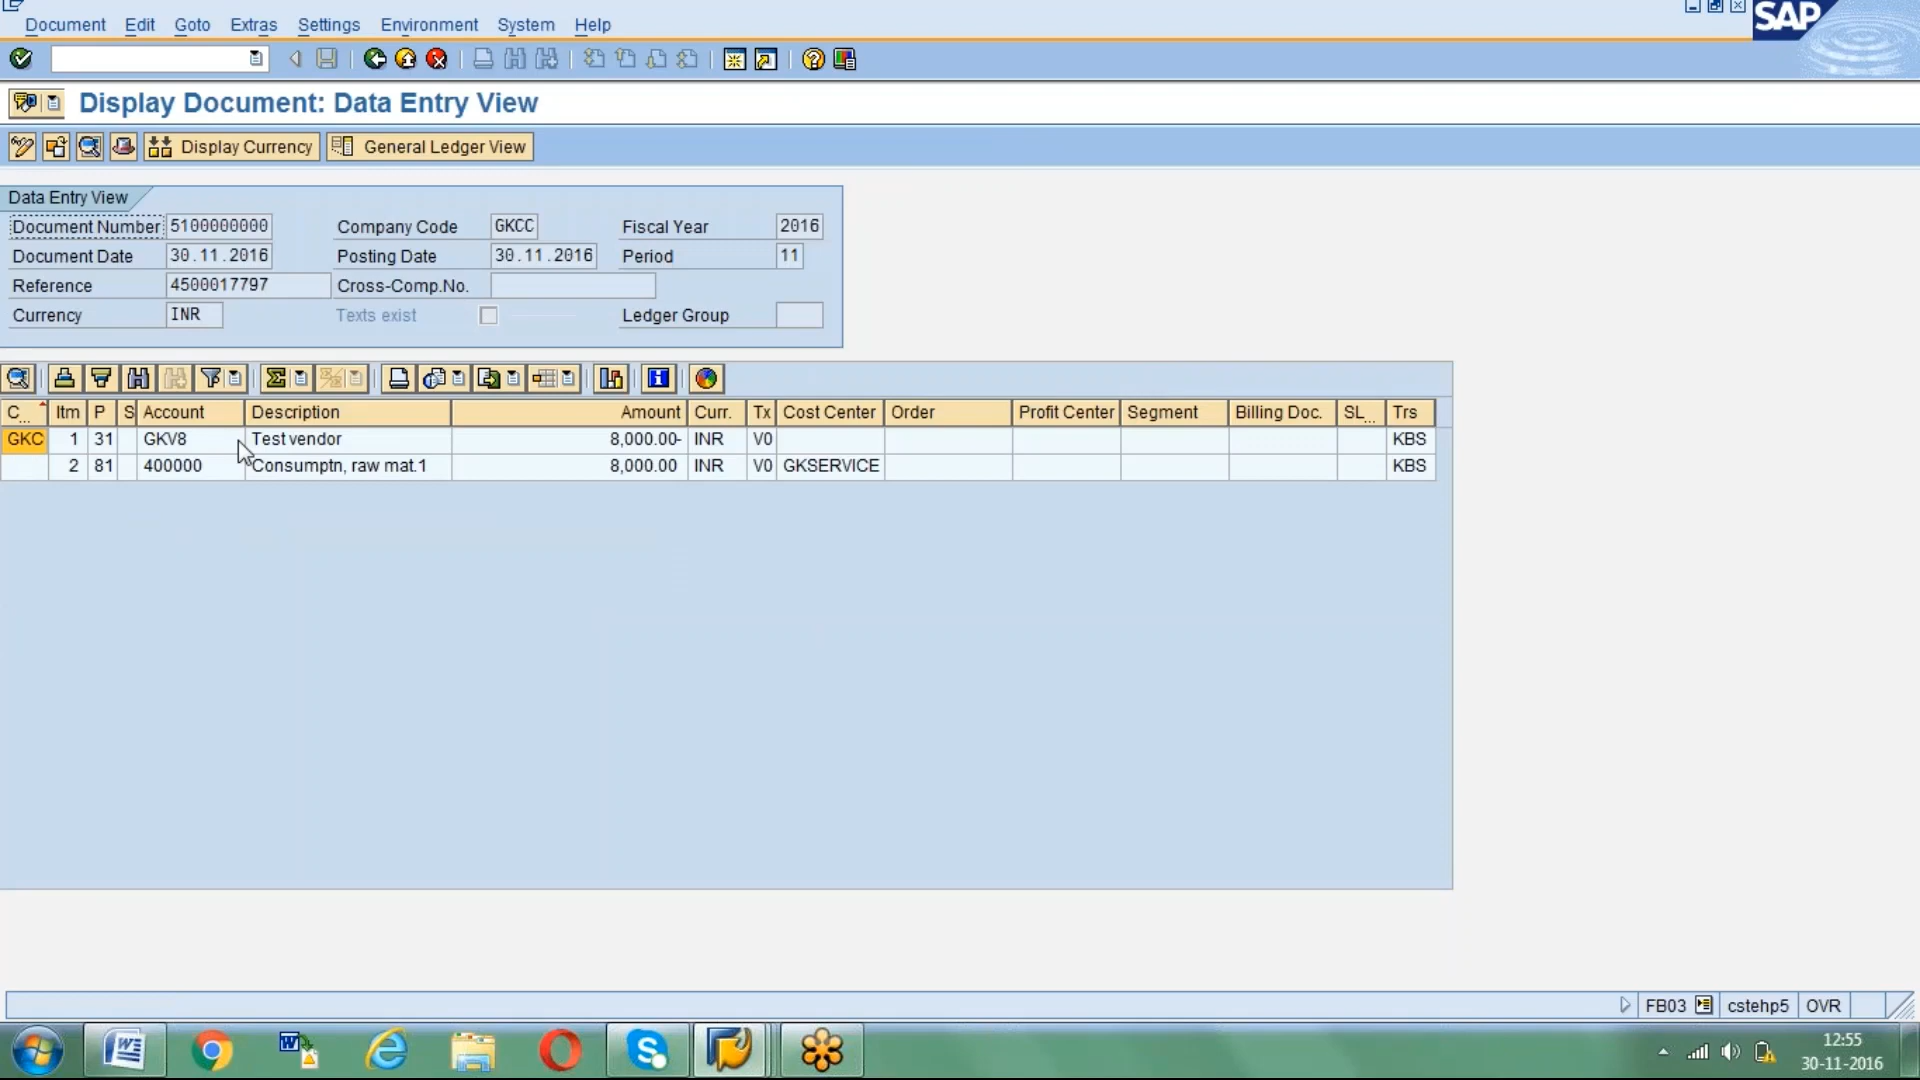 Document Edit Goto Extras Settings Environment System Help
SAP
Display Document: Data Entry View
Display Currency General Ledger View
Data Entry View
Document Number 5100000000 Company Code GKCC Fiscal Year 2016
Document Date 30.11.2016 Posting Date 30.11.2016 Period 11
Reference 4500017797 Cross-Comp.No.
Currency INR Texts exist Ledger Group
C... Itm P S Account Description Amount Curr. Tx Cost Center Order Profit Center Segment Billing Doc. SL... Trs
GKC 1 31 GKV8 Test vendor 8,000.00- INR V0 KBS
2 81 400000 Consumptn, raw mat.1 8,000.00 INR V0 GKSERVICE KBS
FB03 cstehp5 OVR
12:55
30-11-2016